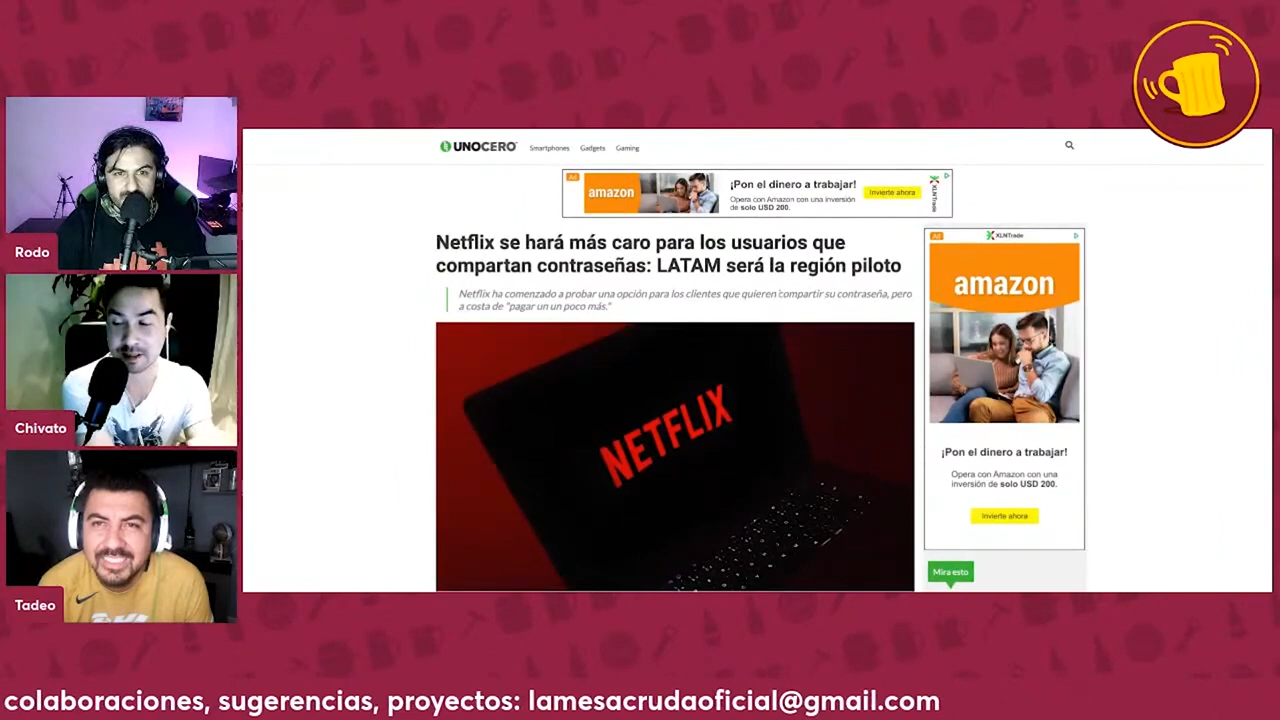 Rodo
Chivato
Tadeo
UNOCERO
Smartphones Gadgets Gaming
Ad
amazon
¡Pon el dinero a trabajar!
Opera con Amazon con una inversión
de solo USD 200.
Invierte ahora
XLNTrade
Netflix se hará más caro para los usuarios que
compartan contraseñas: LATAM será la región piloto
Netflix ha comenzado a probar una opción para los clientes que quieren compartir su contraseña, pero
a costa de "pagar un un poco más."
NETFLIX
Ad
XLNTrade
amazon
¡Pon el dinero a trabajar!
Opera con Amazon con una
inversión de solo USD 200.
Invierte ahora
Mira esto
colaboraciones, sugerencias, proyectos: lamesacrudaoficial@gmail.com